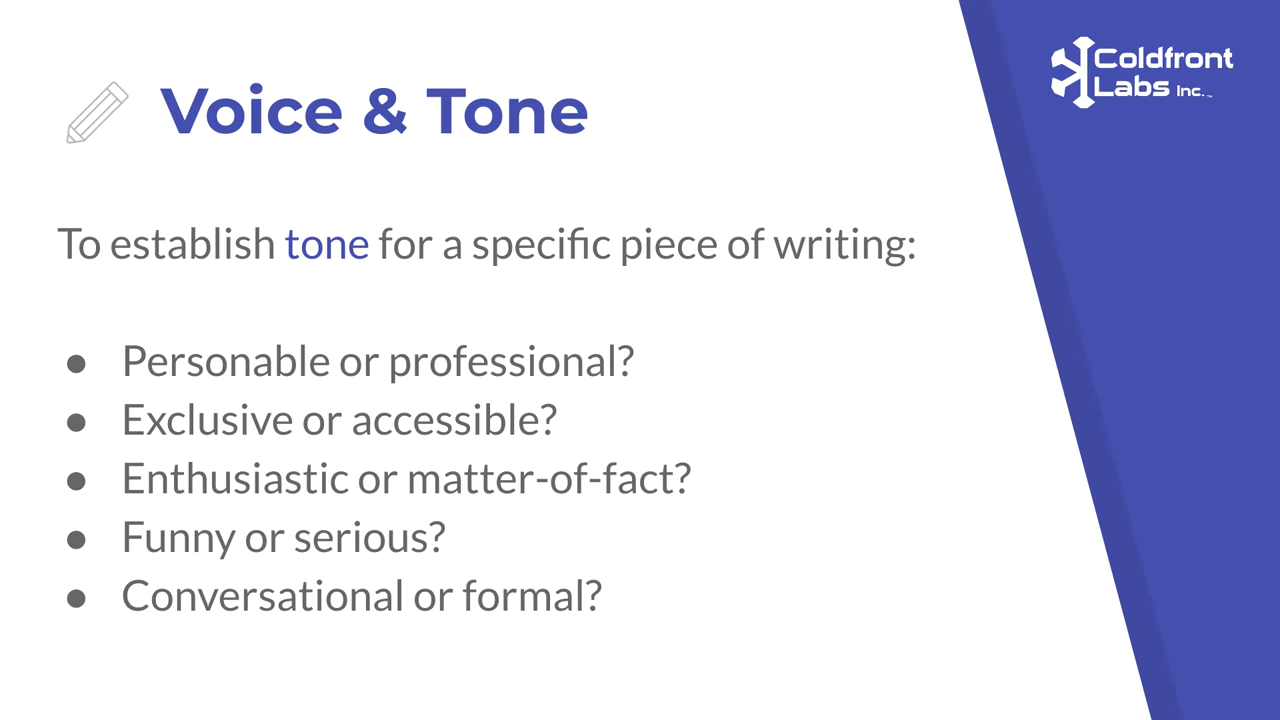 Coldfront
Labs Inc.™
Voice & Tone
To establish tone for a specific piece of writing:
● Personable or professional?
● Exclusive or accessible?
● Enthusiastic or matter-of-fact?
● Funny or serious?
● Conversational or formal?